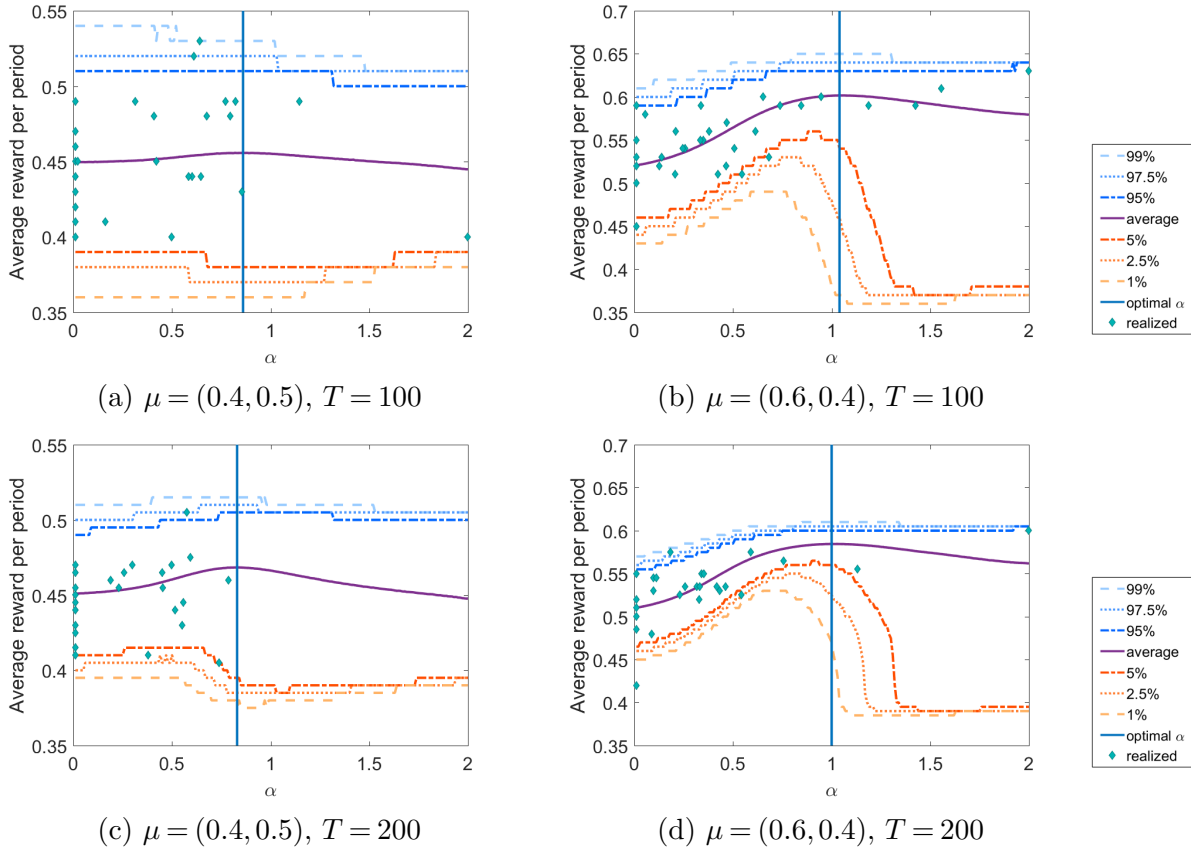 0.55
0.5
0.45
0.4
0.35
Average reward per period
0 0.5 1 1.5 2
α
(a) μ = (0.4, 0.5), T = 100
0.7
0.65
0.6
0.55
0.5
0.45
0.4
0.35
Average reward per period
0 0.5 1 1.5 2
α
(b) μ = (0.6, 0.4), T = 100
99%
97.5%
95%
average
5%
2.5%
1%
optimal α
realized
0.55
0.5
0.45
0.4
0.35
Average reward per period
0 0.5 1 1.5 2
α
(c) μ = (0.4, 0.5), T = 200
0.7
0.65
0.6
0.55
0.5
0.45
0.4
0.35
Average reward per period
0 0.5 1 1.5 2
α
(d) μ = (0.6, 0.4), T = 200
99%
97.5%
95%
average
5%
2.5%
1%
optimal α
realized